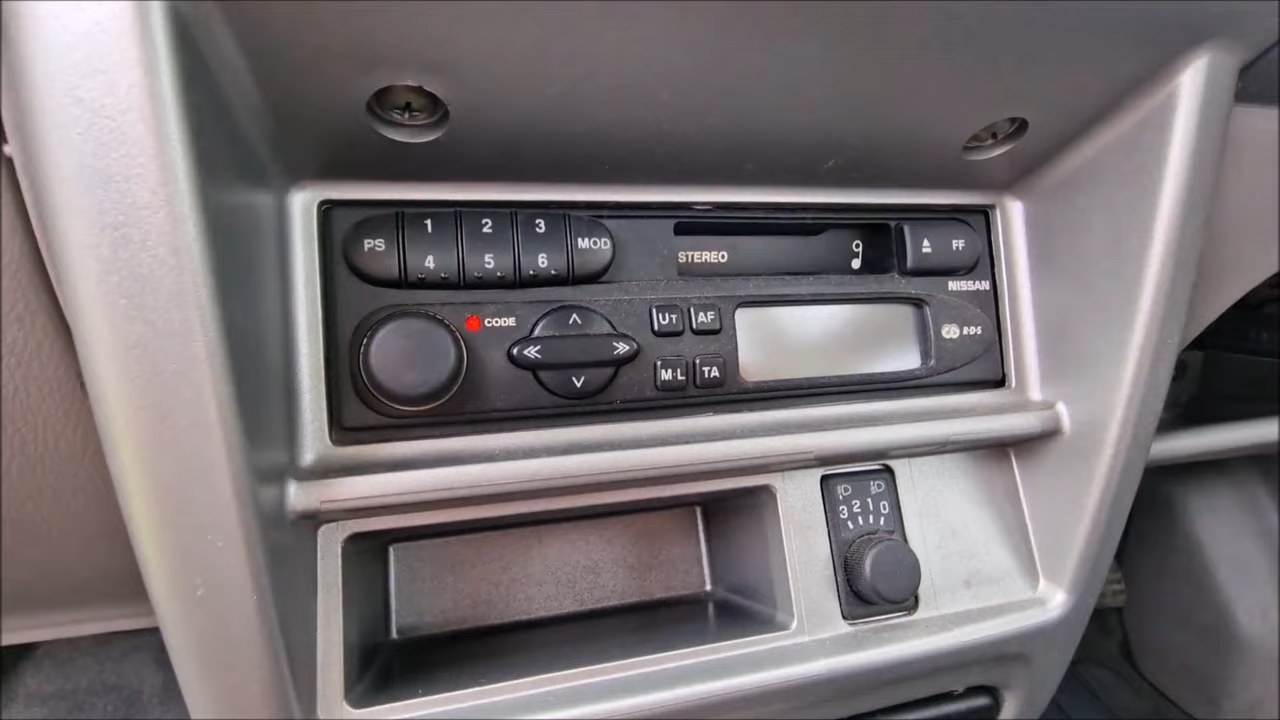 PS 1 2 3 MOD
4 5 6
STEREO
FF
NISSAN
CODE
UT AF
M·L TA
R·D·S
3 2 1 0